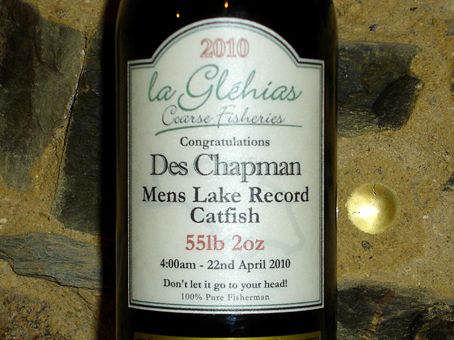 2010
la Gléhias
Coarse Fisheries
Congratulations
Des Chapman
Mens Lake Record
Catfish
55lb 2oz
4:00am - 22nd April 2010
Don't let it go to your head!
100% Pure Fisherman